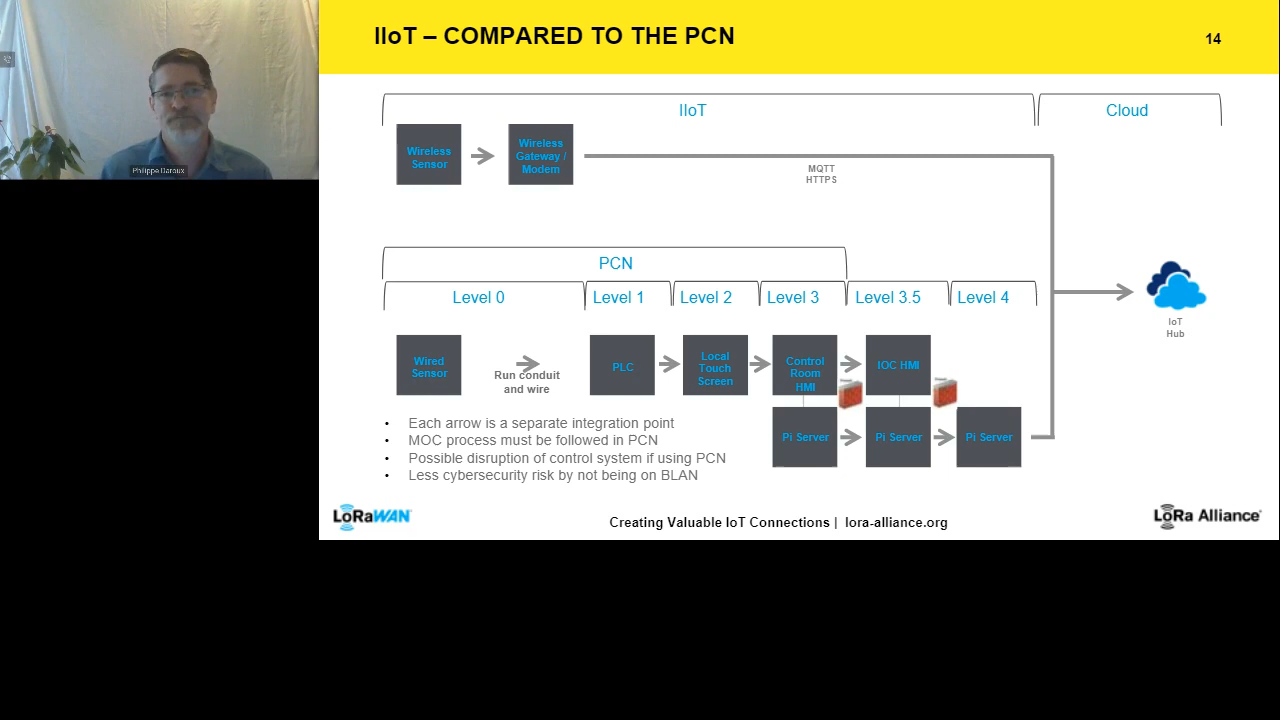 IIoT – COMPARED TO THE PCN
14
IIoT
Cloud
Wireless
Sensor
Wireless
Gateway /
Modem
MQTT
HTTPS
Philippe Daroux
PCN
Level 0
Level 1
Level 2
Level 3
Level 3.5
Level 4
IoT
Hub
Wired
Sensor
Run conduit
and wire
PLC
Local
Touch
Screen
Control
Room
HMI
IOC HMI
Pi Server
Pi Server
Pi Server
• Each arrow is a separate integration point
• MOC process must be followed in PCN
• Possible disruption of control system if using PCN
• Less cybersecurity risk by not being on BLAN
LoRaWAN
Creating Valuable IoT Connections | lora-alliance.org
LoRa Alliance